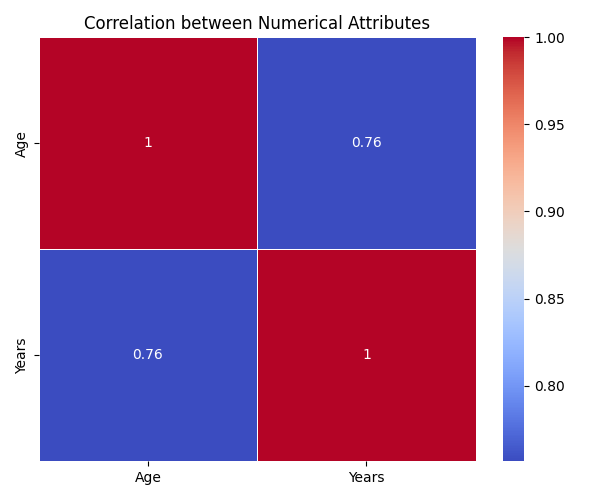 Correlation between Numerical Attributes
1.00
Age
1
0.76
0.95
0.90
0.85
Years
0.76
1
0.80
Age
Years